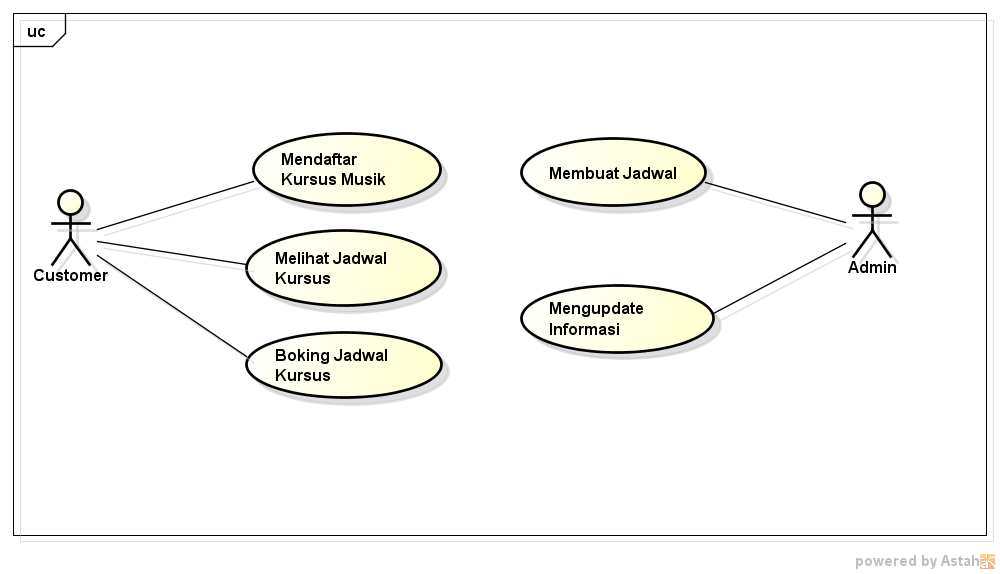 uc
Mendaftar
Kursus Musik
Membuat Jadwal
Customer
Melihat Jadwal
Kursus
Admin
Mengupdate
Informasi
Boking Jadwal
Kursus
powered by Astah